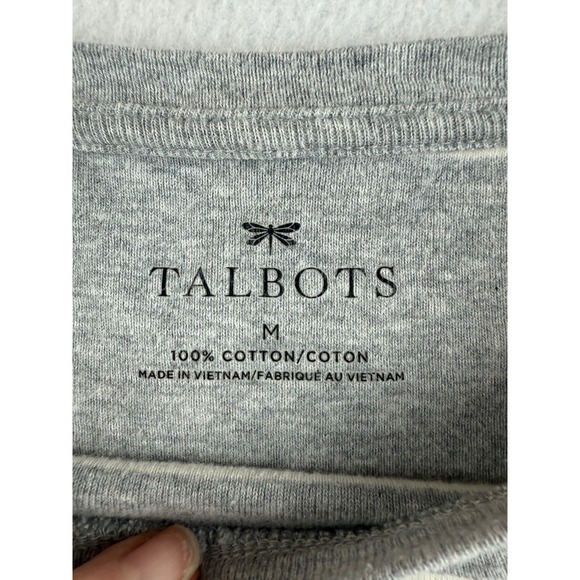 TALBOTS
M
100% COTTON/COTON
MADE IN VIETNAM/FABRIQUÉ AU VIETNAM